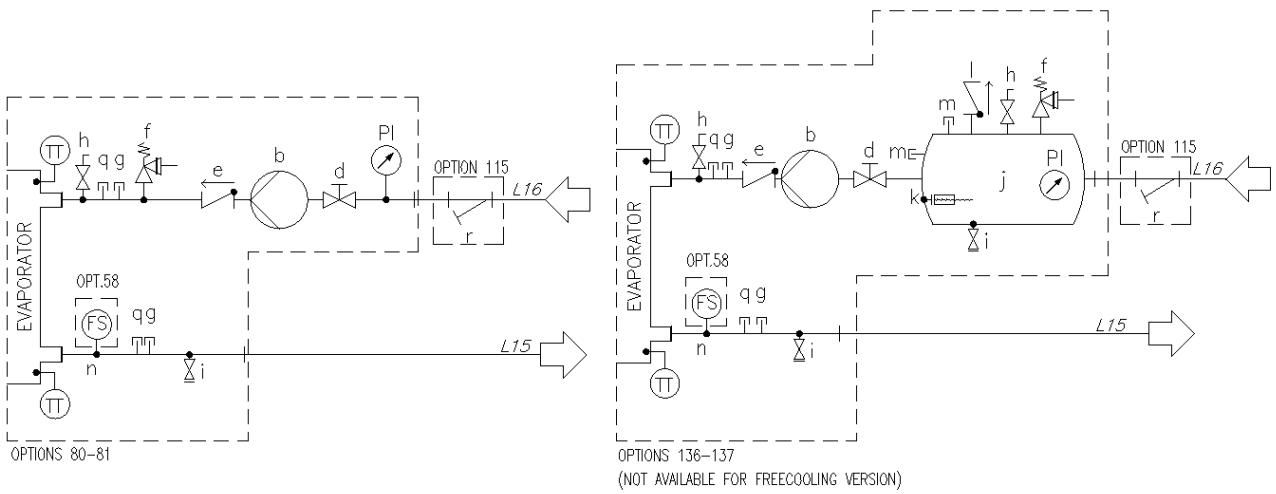 TT
h
q g
f
e
b
d
PI
OPTION 115
L16
r
EVAPORATOR
OPT.58
FS
n
q g
i
L15
TT
OPTIONS 80-81
TT
h
q g
e
b
d
m
m
l
h
f
k
j
PI
i
OPTION 115
L16
r
EVAPORATOR
OPT.58
FS
n
q g
i
L15
TT
OPTIONS 136-137
(NOT AVAILABLE FOR FREECOOLING VERSION)